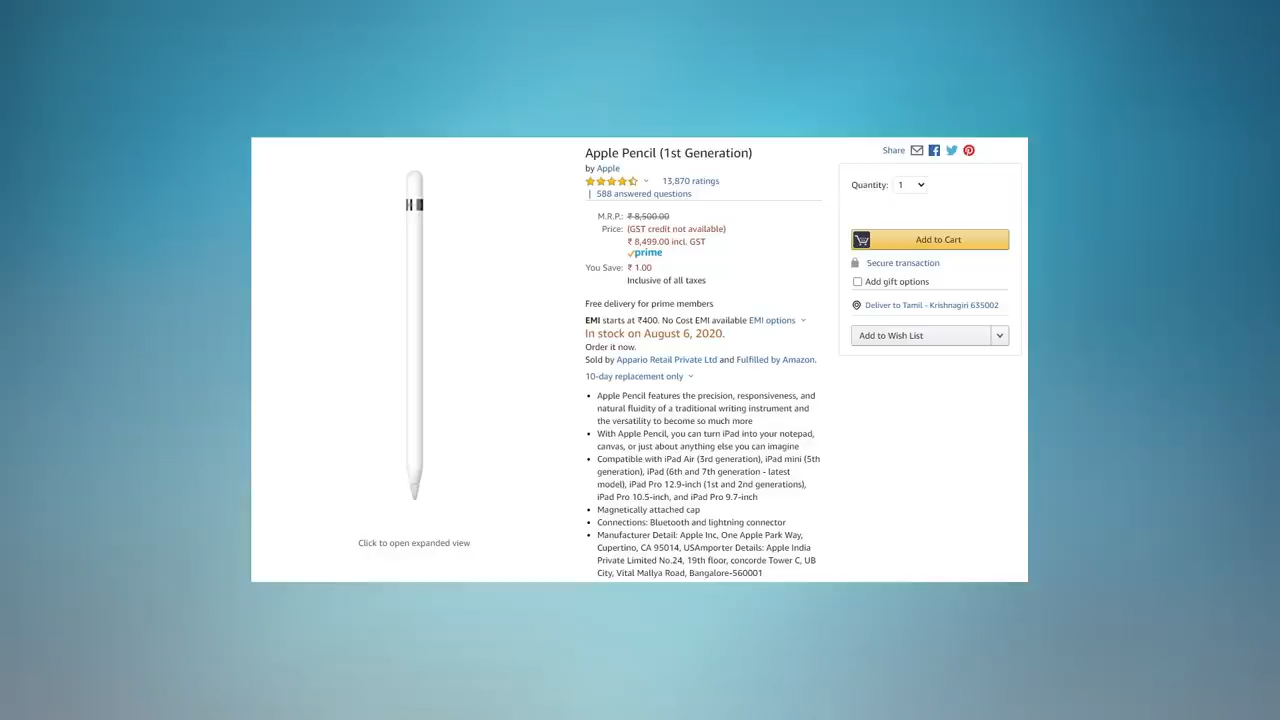 Apple Pencil (1st Generation)
by Apple
13,870 ratings
| 588 answered questions
M.R.P.: ₹ 8,500.00
Price: (GST credit not available)
₹ 8,499.00 incl. GST
prime
You Save: ₹ 1.00
Inclusive of all taxes
Free delivery for prime members
EMI starts at ₹400. No Cost EMI available EMI options
In stock on August 6, 2020.
Order it now.
Sold by Appario Retail Private Ltd and Fulfilled by Amazon.
10-day replacement only
• Apple Pencil features the precision, responsiveness, and
natural fluidity of a traditional writing instrument and
the versatility to become so much more
• With Apple Pencil, you can turn iPad into your notepad,
canvas, or just about anything else you can imagine
• Compatible with iPad Air (3rd generation), iPad mini (5th
generation), iPad (6th and 7th generation - latest
model), iPad Pro 12.9-inch (1st and 2nd generations),
iPad Pro 10.5-inch, and iPad Pro 9.7-inch
• Magnetically attached cap
• Connections: Bluetooth and lightning connector
• Manufacturer Detail: Apple Inc, One Apple Park Way,
Cupertino, CA 95014, USAmporter Details: Apple India
Private Limited No.24, 19th floor, concorde Tower C, UB
City, Vital Mallya Road, Bangalore-560001
Click to open expanded view
Share
Quantity: 1
Add to Cart
Secure transaction
Add gift options
Deliver to Tamil - Krishnagiri 635002
Add to Wish List